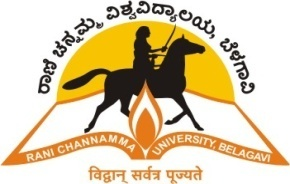 ರಾಣಿ ಚನ್ನಮ್ಮ ವಿಶ್ವವಿದ್ಯಾಲಯ, ಬೆಳಗಾವಿ
RANI CHANNAMMA UNIVERSITY, BELAGAVI
विद्वान् सर्वत्र पूज्यते